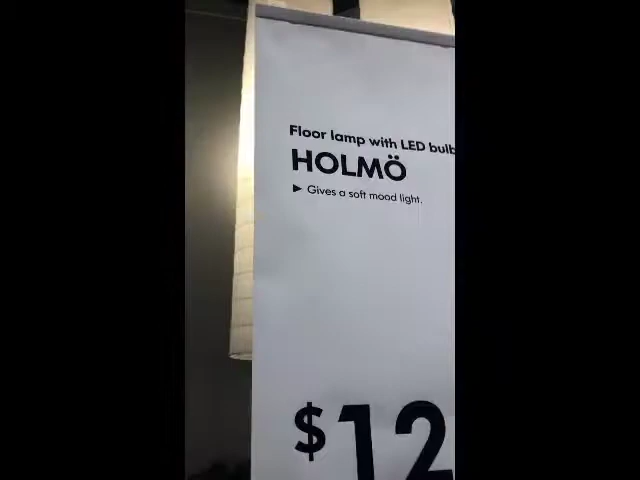 Floor lamp with LED bulb
HOLMÖ
► Gives a soft mood light.
$12